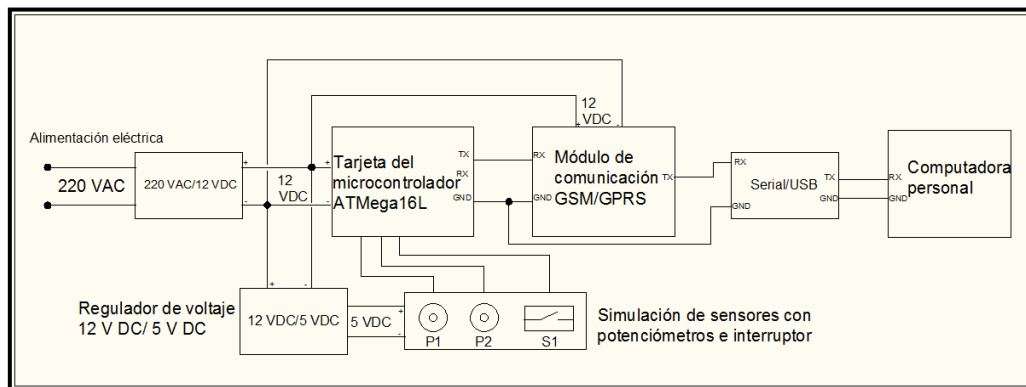 12
VDC
+
-
Alimentación eléctrica
220 VAC
220 VAC/12 VDC
+
-
12
VDC
+
-
Tarjeta del
microcontrolador
ATMega16L
TX
RX
GND
RX
GND
Módulo de
comunicación
GSM/GPRS
TX
RX
GND
Serial/USB
TX
GND
RX
GND
Computadora
personal
Regulador de voltaje
12 V DC/ 5 V DC
+
-
12 VDC/5 VDC
5 VDC
+
-
P1
P2
S1
Simulación de sensores con
potenciómetros e interruptor